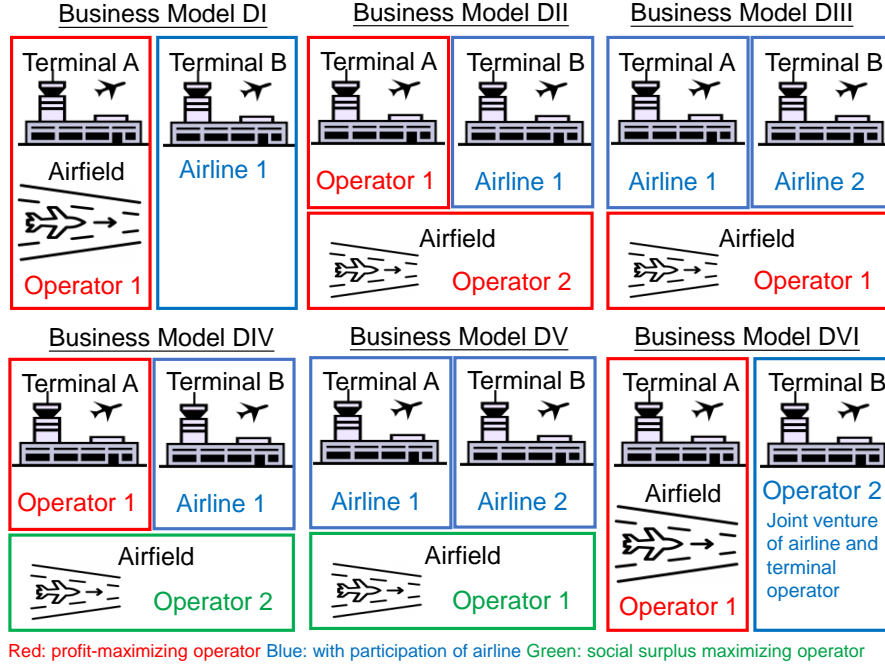 Business Model DI
Business Model DII
Business Model DIII
Terminal A
Terminal B
Terminal A
Terminal B
Terminal A
Terminal B
Airfield
Airline 1
Operator 1
Operator 1
Airline 1
Airfield
Operator 2
Airline 1
Airline 2
Airfield
Operator 1
Business Model DIV
Business Model DV
Business Model DVI
Terminal A
Terminal B
Terminal A
Terminal B
Terminal A
Terminal B
Operator 1
Airline 1
Airfield
Operator 2
Airline 1
Airline 2
Airfield
Operator 1
Airfield
Operator 1
Operator 2
Joint venture
of airline and
terminal
operator
Red: profit-maximizing operator Blue: with participation of airline Green: social surplus maximizing operator